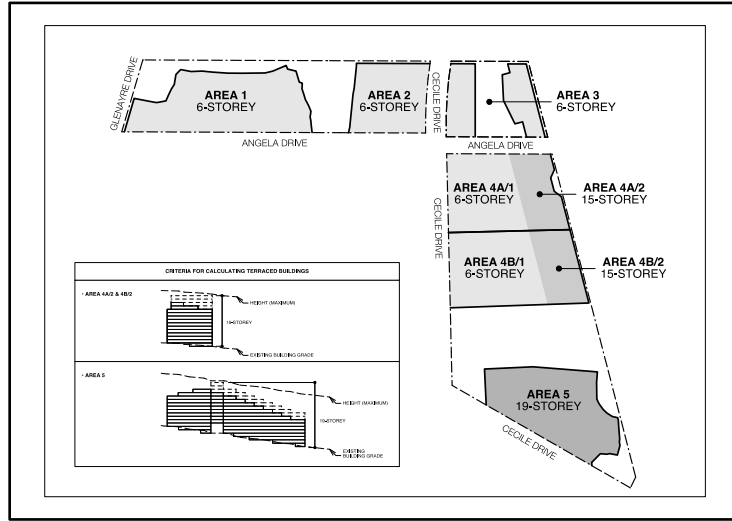 GLENAYRE DRIVE
AREA 1
6-STOREY
AREA 2
6-STOREY
CECILE DRIVE
AREA 3
6-STOREY
ANGELA DRIVE
ANGELA DRIVE
AREA 4A/1
6-STOREY
AREA 4A/2
15-STOREY
CECILE DRIVE
AREA 4B/1
6-STOREY
AREA 4B/2
15-STOREY
CRITERIA FOR CALCULATING TERRACED BUILDINGS
• AREA 4A/2 & 4B/2
HEIGHT (MAXIMUM)
15-STOREY
EXISTING BUILDING GRADE
• AREA 5
HEIGHT (MAXIMUM)
19-STOREY
EXISTING
BUILDING GRADE
AREA 5
19-STOREY
CECILE DRIVE